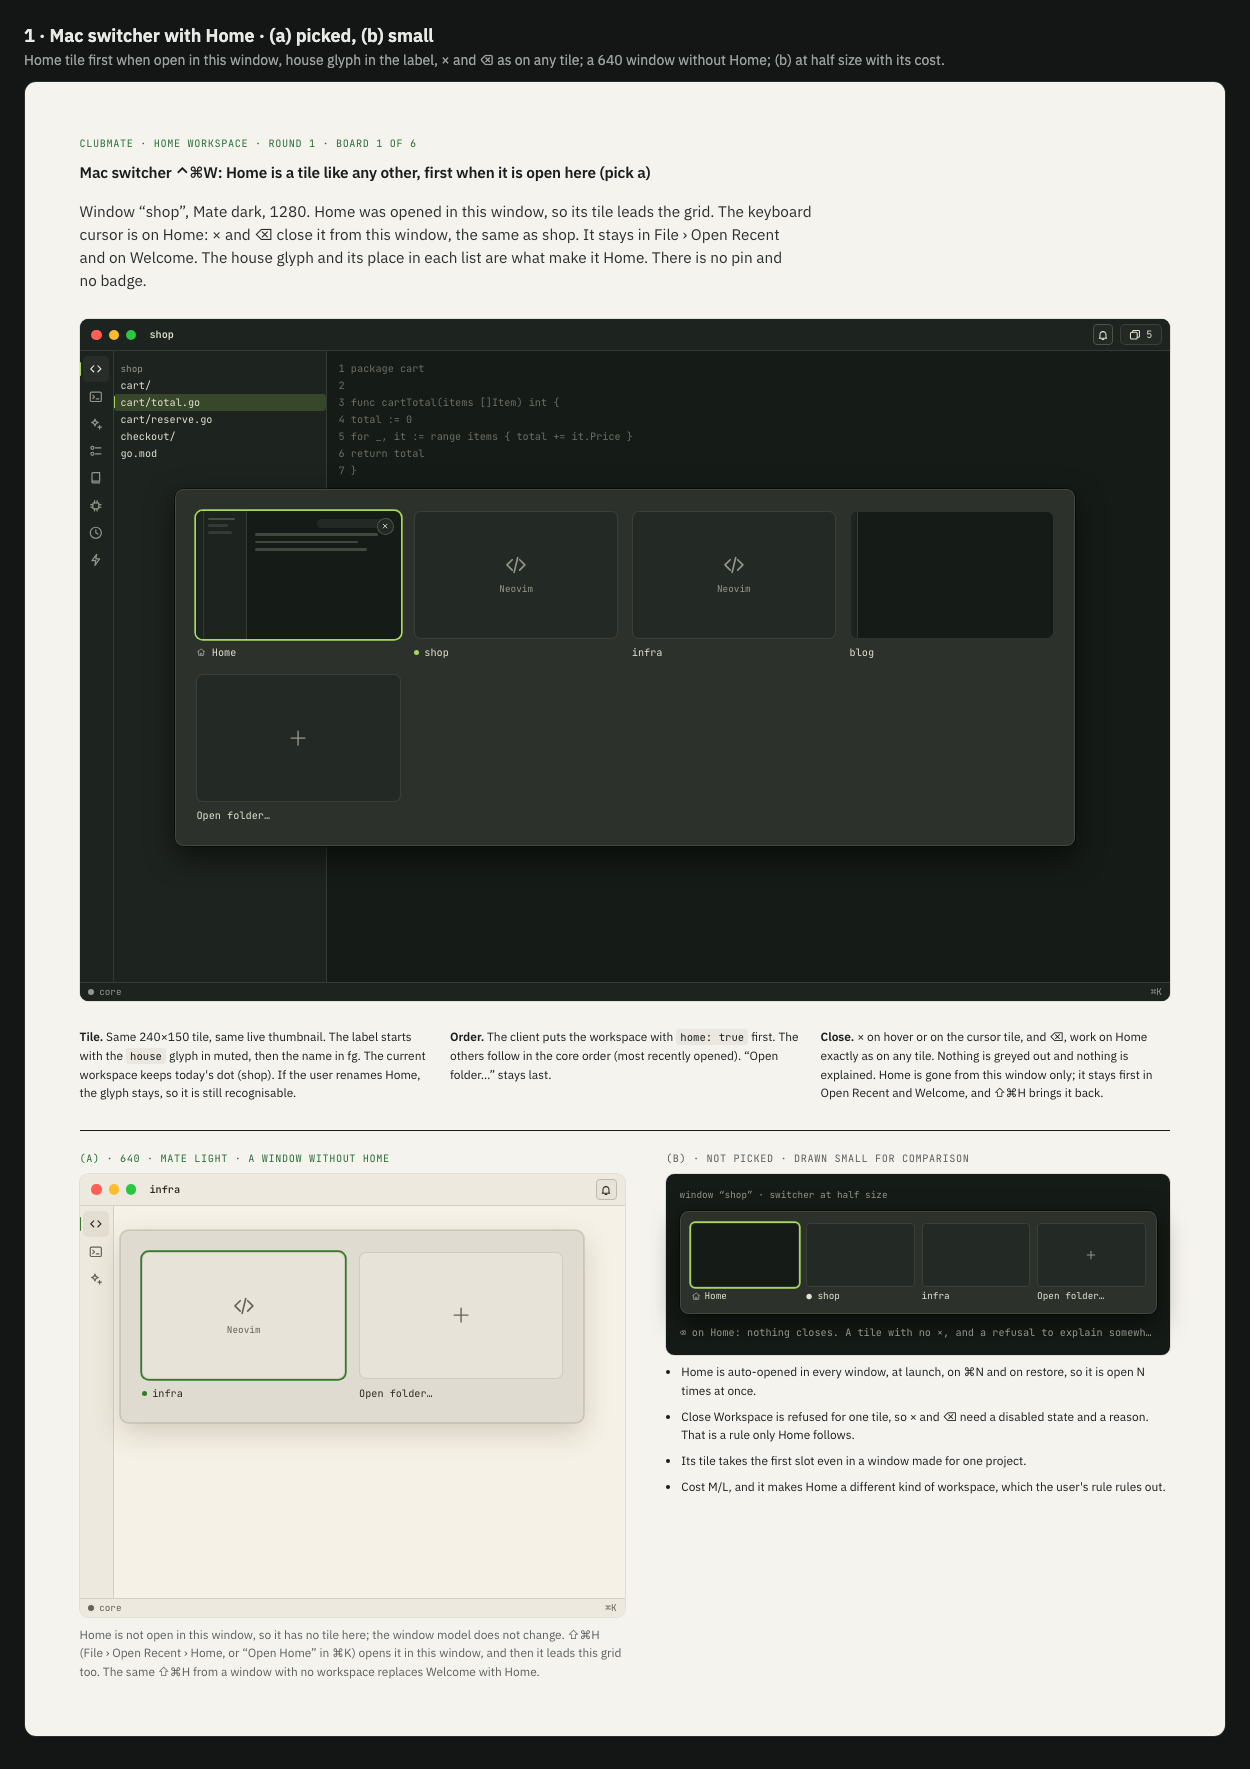 1 · Mac switcher with Home · (a) picked, (b) small
Home tile first when open in this window, house glyph in the label, × and ⌫ as on any tile; a 640 window without Home; (b) at half size with its cost.
CLUBMATE · HOME WORKSPACE · ROUND 1 · BOARD 1 OF 6
Mac switcher ^⌘W: Home is a tile like any other, first when it is open here (pick a)
Window “shop”, Mate dark, 1280. Home was opened in this window, so its tile leads the grid. The keyboard
cursor is on Home: × and ⌫ close it from this window, the same as shop. It stays in File › Open Recent
and on Welcome. The house glyph and its place in each list are what make it Home. There is no pin and
no badge.
shop
5
shop
cart/
cart/total.go
cart/reserve.go
checkout/
go.mod
1 package cart
2
3 func cartTotal(items []Item) int {
4 total := 0
5 for _, it := range items { total += it.Price }
6 return total
7 }
×
Neovim
Neovim
Home
shop
infra
blog
Open folder…
core
⌘K
Tile. Same 240×150 tile, same live thumbnail. The label starts
with the house glyph in muted, then the name in fg. The current
workspace keeps today's dot (shop). If the user renames Home,
the glyph stays, so it is still recognisable.
Order. The client puts the workspace with home: true first. The
others follow in the core order (most recently opened). “Open
folder…” stays last.
Close. × on hover or on the cursor tile, and ⌫, work on Home
exactly as on any tile. Nothing is greyed out and nothing is
explained. Home is gone from this window only; it stays first in
Open Recent and Welcome, and ⇧⌘H brings it back.
(A) · 640 · MATE LIGHT · A WINDOW WITHOUT HOME
infra
Neovim
infra
Open folder…
core
⌘K
Home is not open in this window, so it has no tile here; the window model does not change. ⇧⌘H
(File › Open Recent › Home, or “Open Home” in ⌘K) opens it in this window, and then it leads this grid
too. The same ⇧⌘H from a window with no workspace replaces Welcome with Home.
(B) · NOT PICKED · DRAWN SMALL FOR COMPARISON
window “shop” · switcher at half size
Home
shop
infra
Open folder…
⌫ on Home: nothing closes. A tile with no ×, and a refusal to explain somewh…
• Home is auto-opened in every window, at launch, on ⌘N and on restore, so it is open N
times at once.
• Close Workspace is refused for one tile, so × and ⌫ need a disabled state and a reason.
That is a rule only Home follows.
• Its tile takes the first slot even in a window made for one project.
• Cost M/L, and it makes Home a different kind of workspace, which the user's rule rules out.